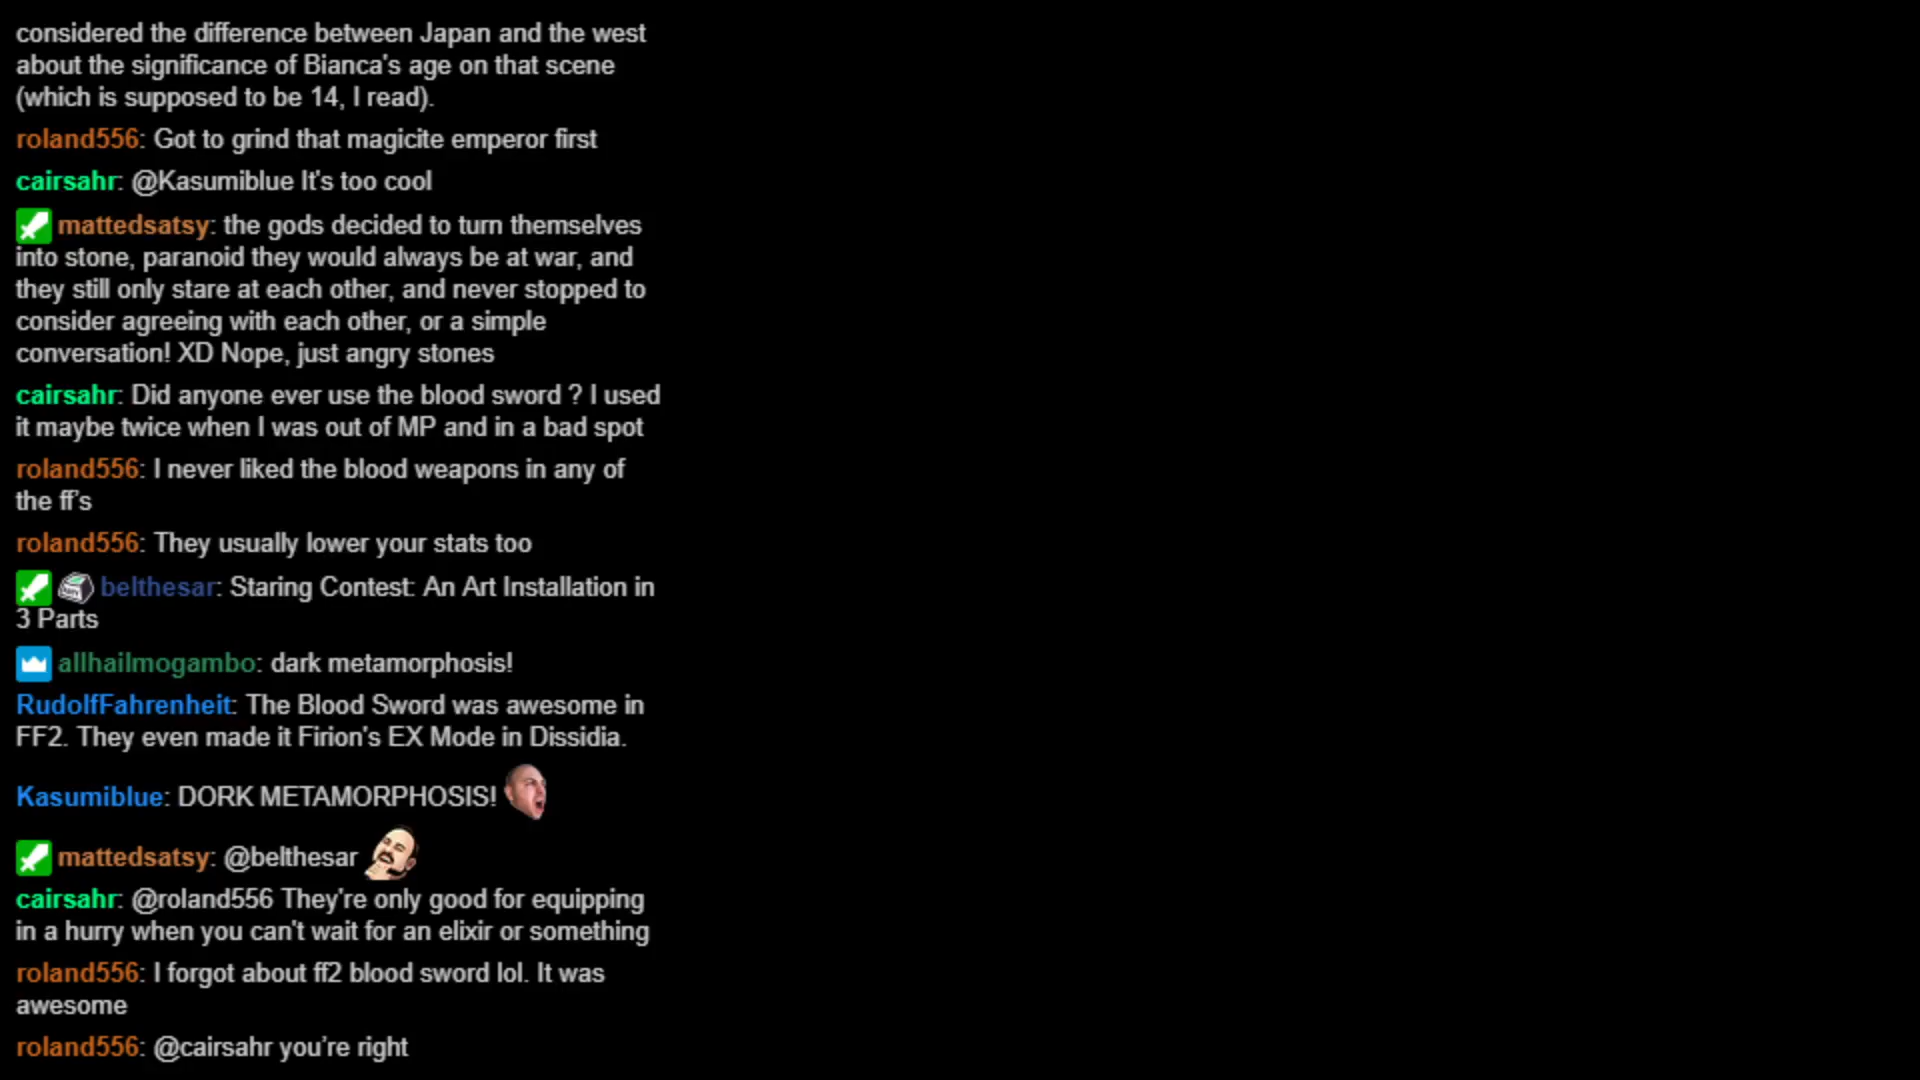 considered the difference between Japan and the west
about the significance of Bianca's age on that scene
(which is supposed to be 14, I read).
roland556: Got to grind that magicite emperor first
cairsahr: @Kasumiblue It's too cool
mattedsatsy: the gods decided to turn themselves
into stone, paranoid they would always be at war, and
they still only stare at each other, and never stopped to
consider agreeing with each other, or a simple
conversation! XD Nope, just angry stones
cairsahr: Did anyone ever use the blood sword ? I used
it maybe twice when I was out of MP and in a bad spot
roland556: I never liked the blood weapons in any of
the ff's
roland556: They usually lower your stats too
belthesar: Staring Contest: An Art Installation in
3 Parts
allhailmogambo: dark metamorphosis!
RudolfFahrenheit: The Blood Sword was awesome in
FF2. They even made it Firion's EX Mode in Dissidia.
Kasumiblue: DORK METAMORPHOSIS!
mattedsatsy: @belthesar
cairsahr: @roland556 They're only good for equipping
in a hurry when you can't wait for an elixir or something
roland556: I forgot about ff2 blood sword lol. It was
awesome
roland556: @cairsahr you're right